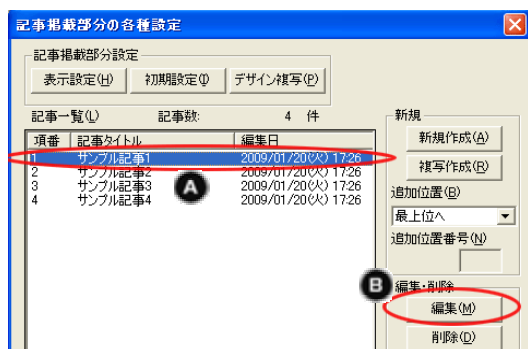 記事掲載部分の各種設定
記事掲載部分設定
表示設定(H) 初期設定(I) デザイン複写(P)
記事一覧(L) 記事数: 4 件
項番 記事タイトル 編集日
1 サンプル記事1 2009/01/20(火) 17:26
2 サンプル記事2 2009/01/20(火) 17:26
3 サンプル記事3 2009/01/20(火) 17:26
4 サンプル記事4 2009/01/20(火) 17:26
A
新規
新規作成(A)
複写作成(R)
追加位置(B)
最上位へ
追加位置番号(N)
B
編集・削除
編集(M)
削除(D)